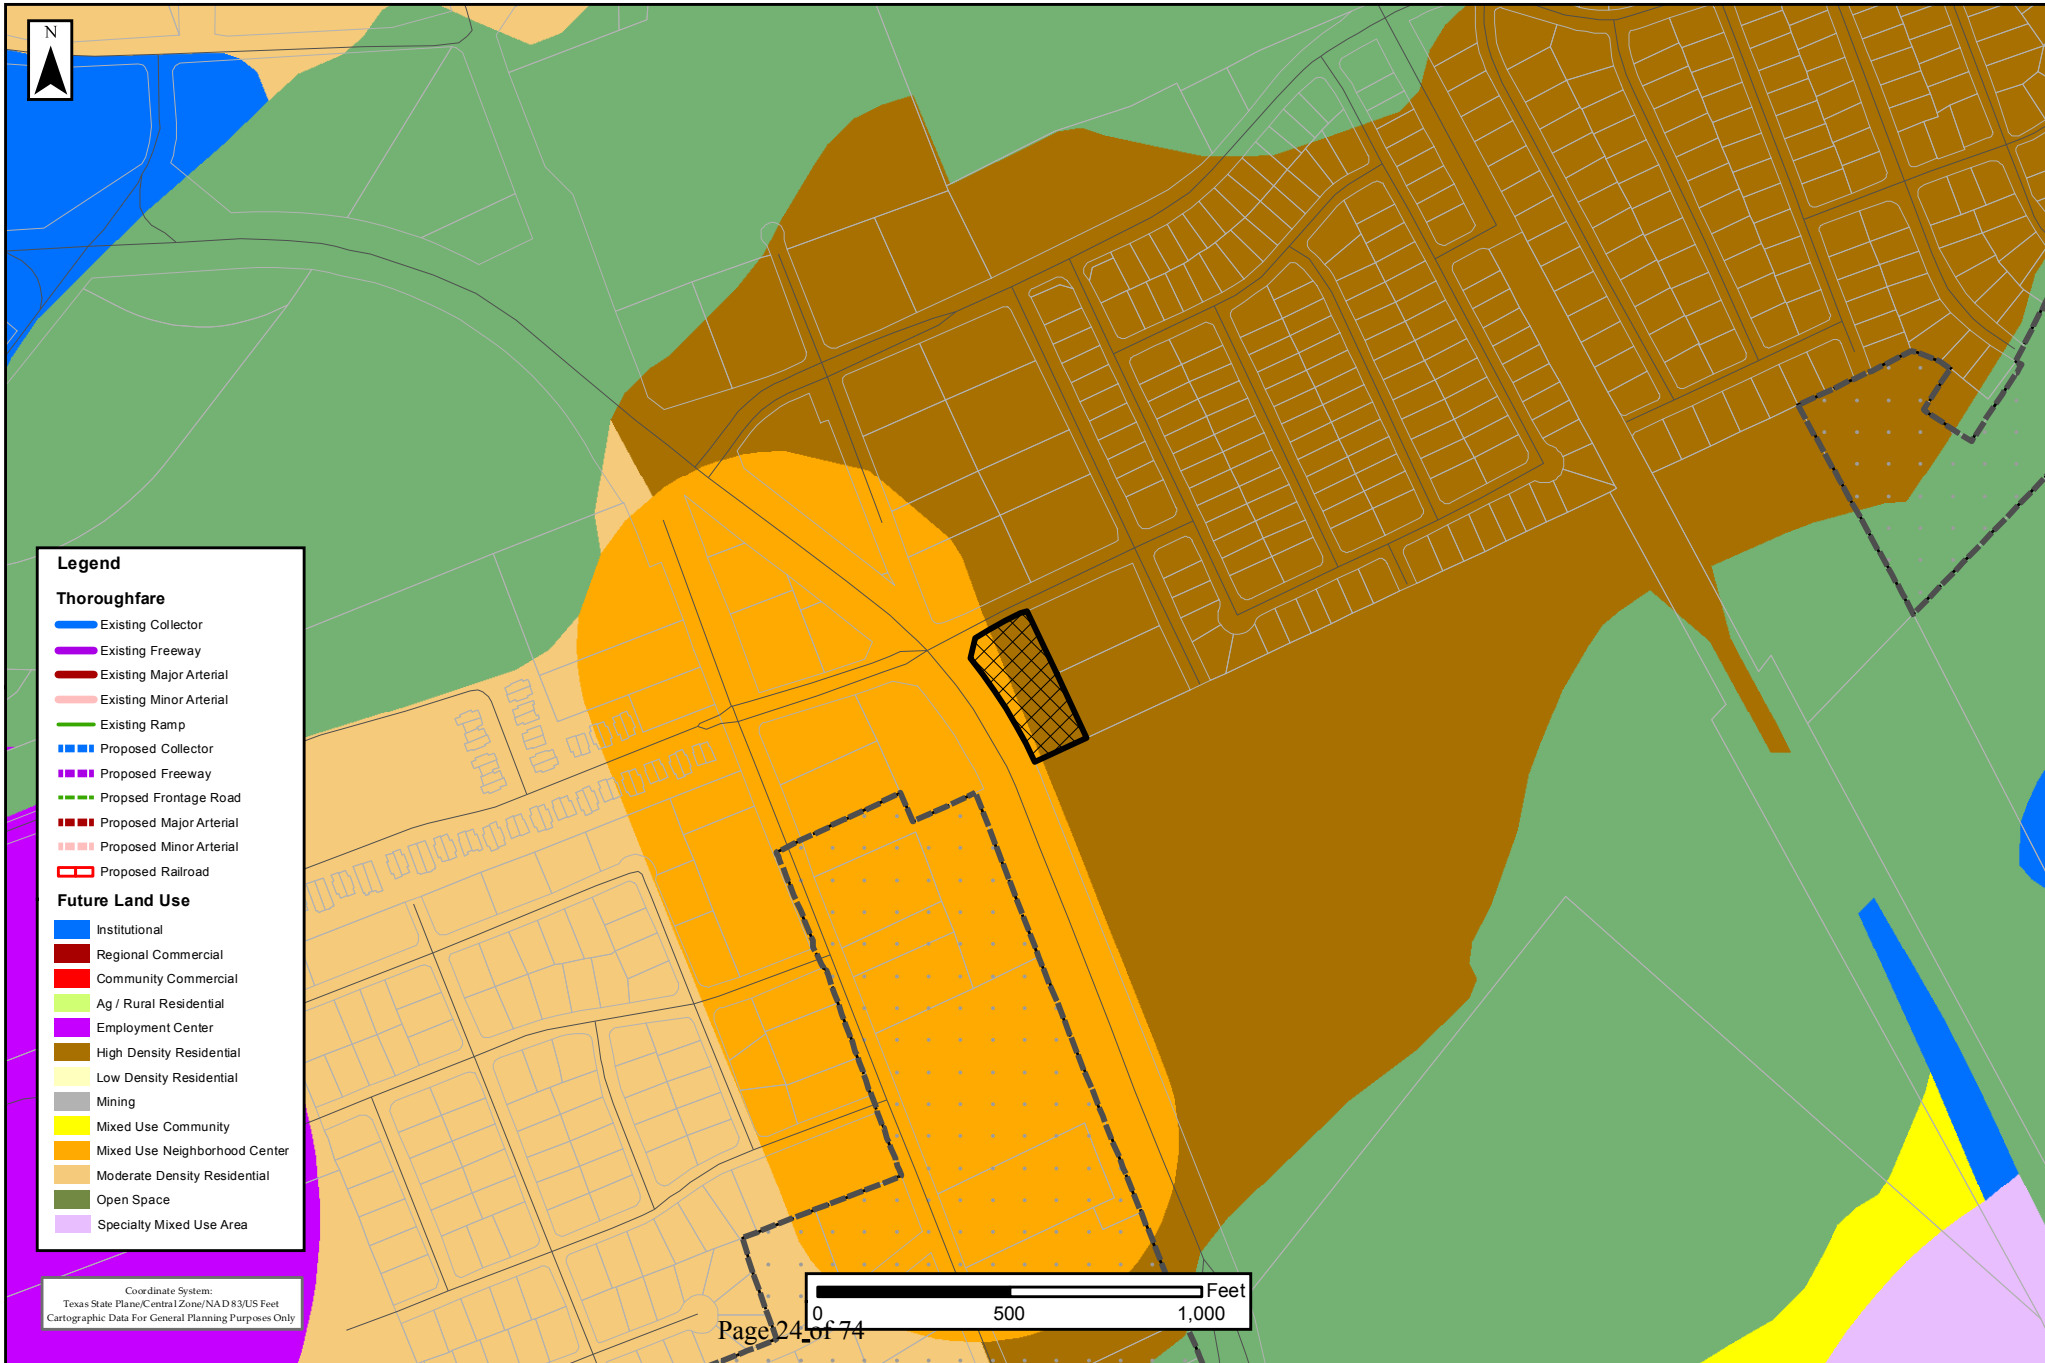 N
Legend
Thoroughfare
Existing Collector
Existing Freeway
Existing Major Arterial
Existing Minor Arterial
Existing Ramp
Proposed Collector
Proposed Freeway
Propsed Frontage Road
Proposed Major Arterial
Proposed Minor Arterial
Proposed Railroad
Future Land Use
Institutional
Regional Commercial
Community Commercial
Ag / Rural Residential
Employment Center
High Density Residential
Low Density Residential
Mining
Mixed Use Community
Mixed Use Neighborhood Center
Moderate Density Residential
Open Space
Specialty Mixed Use Area
Coordinate System:
Texas State Plane/Central Zone/NAD 83/US Feet
Cartographic Data For General Planning Purposes Only
Feet
0 500 1,000
Page 24 of 74